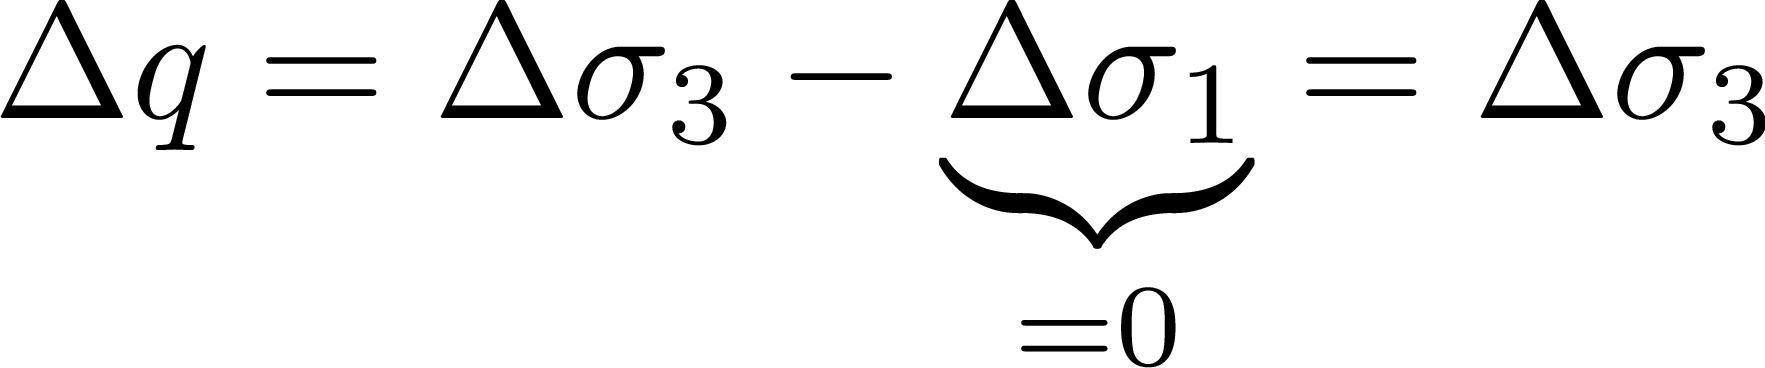 Δq = Δσ₃ − Δσ₁ = Δσ₃
=0